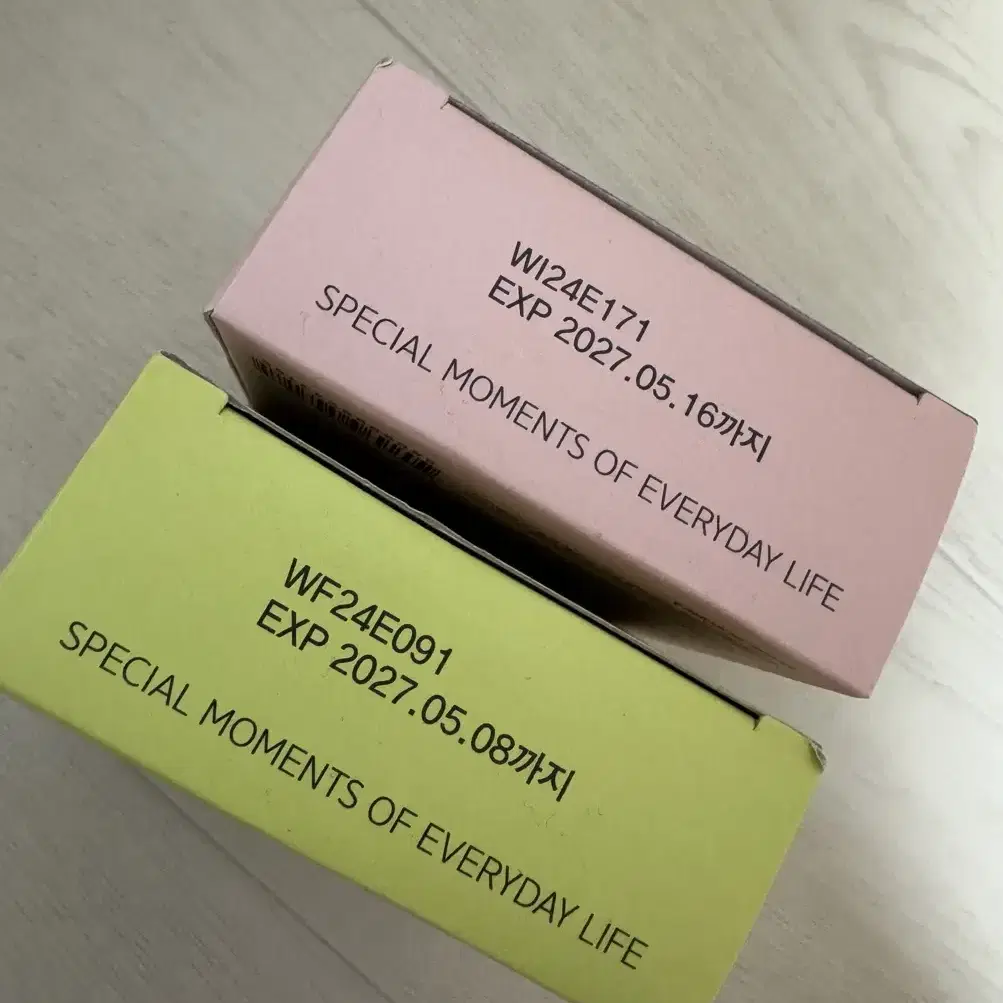 WI24E171
EXP 2027.05.16까지
SPECIAL MOMENTS OF EVERYDAY LIFE
WF24E091
EXP 2027.05.08까지
SPECIAL MOMENTS OF EVERYDAY LIFE